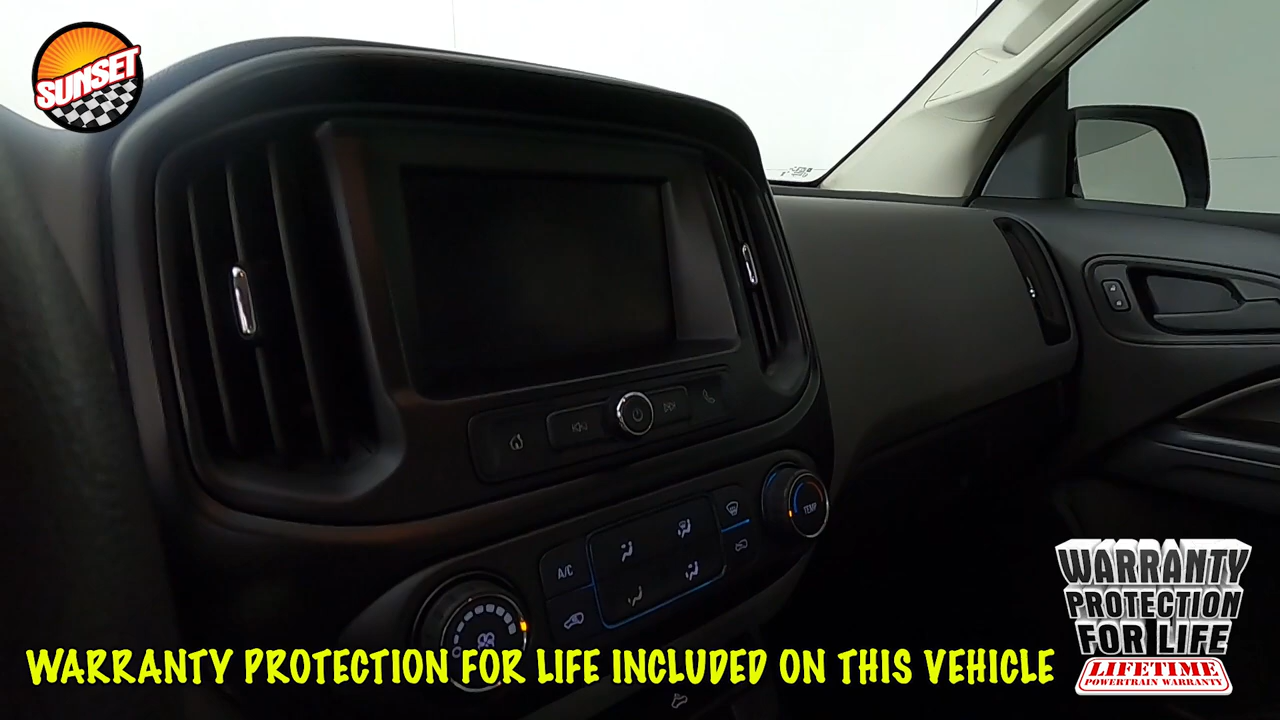 SUNSET
A/C
TEMP
WARRANTY PROTECTION FOR LIFE INCLUDED ON THIS VEHICLE
WARRANTY
PROTECTION
FOR LIFE
LIFETIME
POWERTRAIN WARRANTY